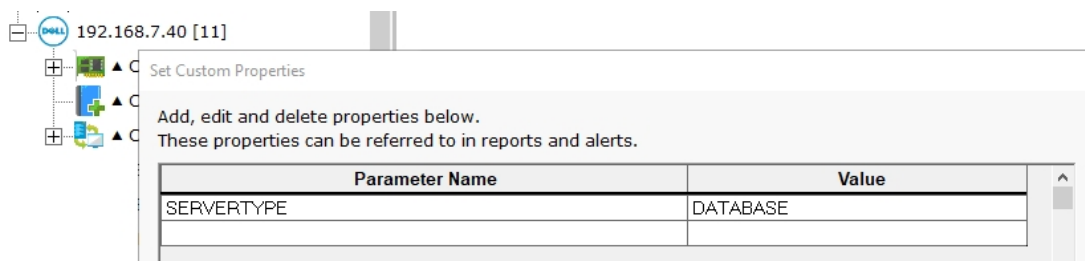 DELL 192.168.7.40 [11]
▲ C Set Custom Properties
▲ C Add, edit and delete properties below.
▲ C These properties can be referred to in reports and alerts.
Parameter Name Value
SERVERTYPE DATABASE